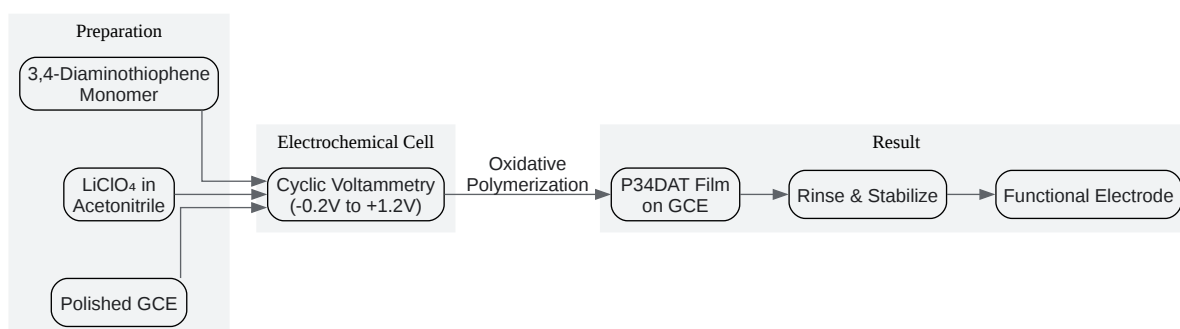 Preparation
3,4-Diaminothiophene
Monomer
LiClO₄ in
Acetonitrile
Polished GCE
Electrochemical Cell
Cyclic Voltammetry
(-0.2V to +1.2V)
Oxidative
Polymerization
Result
P34DAT Film
on GCE
Rinse & Stabilize
Functional Electrode